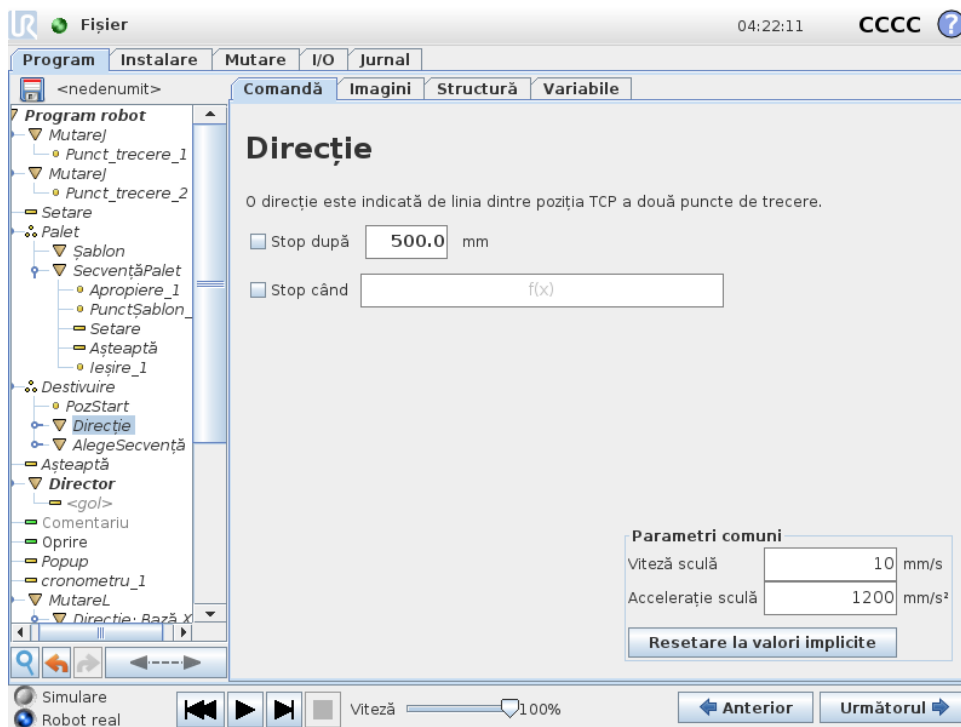 UR Fișier 04:22:11 CCCC ?
Program Instalare Mutare I/O Jurnal
<nedenumit>
Comandă Imagini Structură Variabile
Program robot
MutareJ
Punct_trecere_1
MutareJ
Punct_trecere_2
Setare
Palet
Șablon
SecvențăPalet
Apropiere_1
PunctȘablon_
Setare
Așteaptă
Ieșire_1
Destivuire
PozStart
Direcție
AlegeSecvență
Așteaptă
Director
<gol>
Comentariu
Oprire
Popup
cronometru_1
MutareL
Direcție: Bază X
Direcție
O direcție este indicată de linia dintre poziția TCP a două puncte de trecere.
Stop după 500.0 mm
Stop când f(x)
Parametri comuni
Viteză sculă 10 mm/s
Accelerație sculă 1200 mm/s²
Resetare la valori implicite
Simulare
Robot real
Viteză 100%
Anterior Următorul